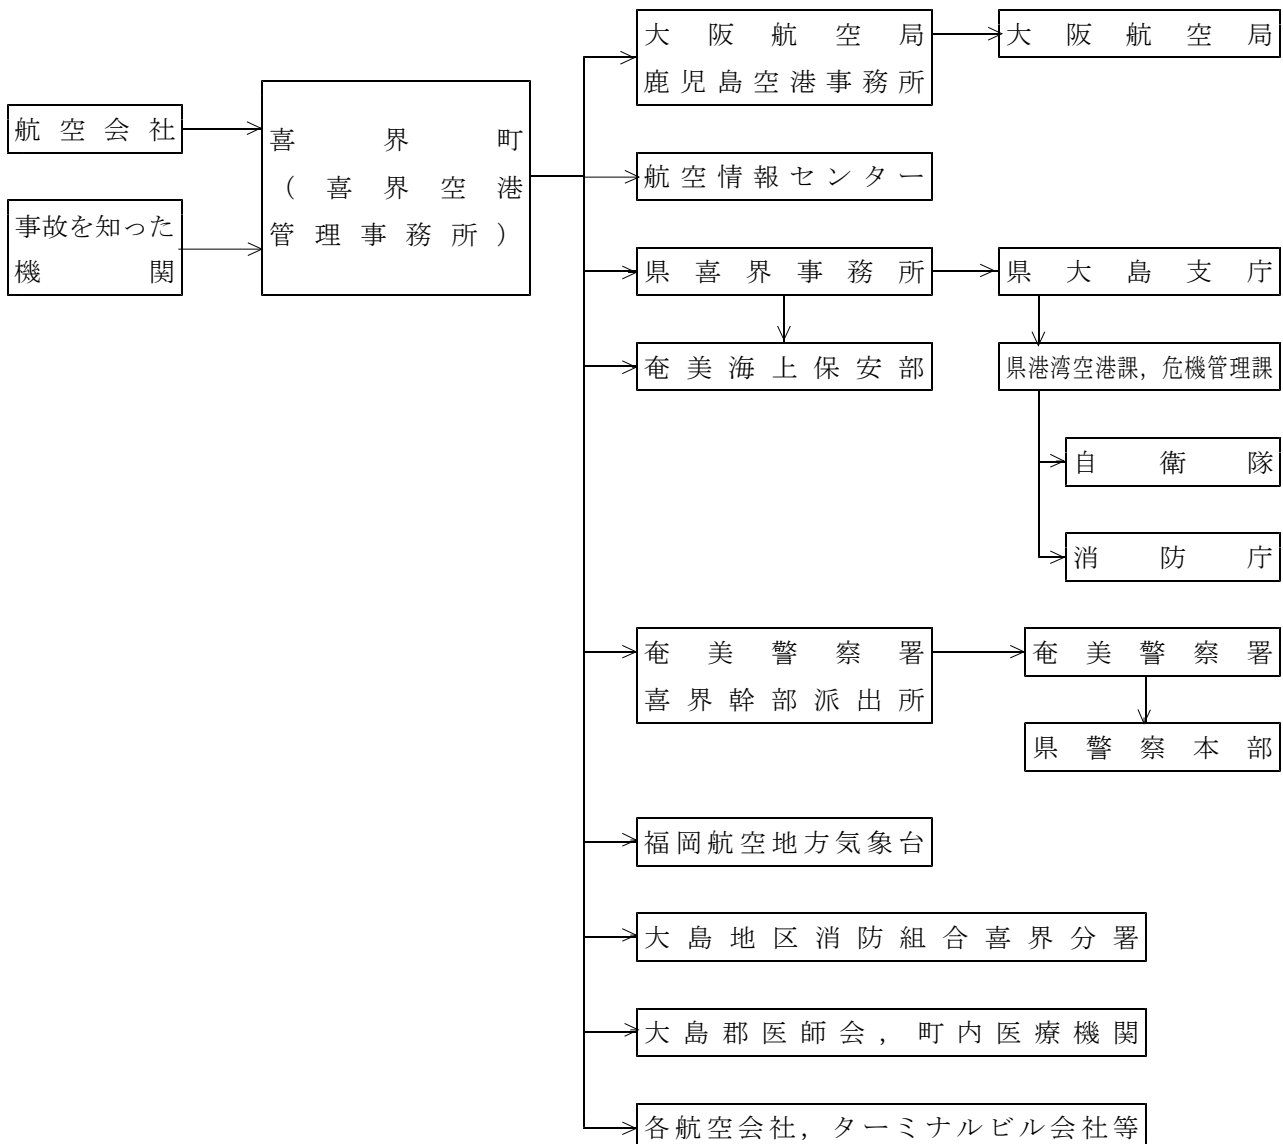 航空会社
事故を知った
機関
喜界町
（喜界空港
管理事務所）
大阪航空局
鹿児島空港事務所
大阪航空局
航空情報センター
県喜界事務所
県大島支庁
奄美海上保安部
県港湾空港課，危機管理課
自衛隊
消防庁
奄美警察署
喜界幹部派出所
奄美警察署
県警察本部
福岡航空地方気象台
大島地区消防組合喜界分署
大島郡医師会，町内医療機関
各航空会社，ターミナルビル会社等